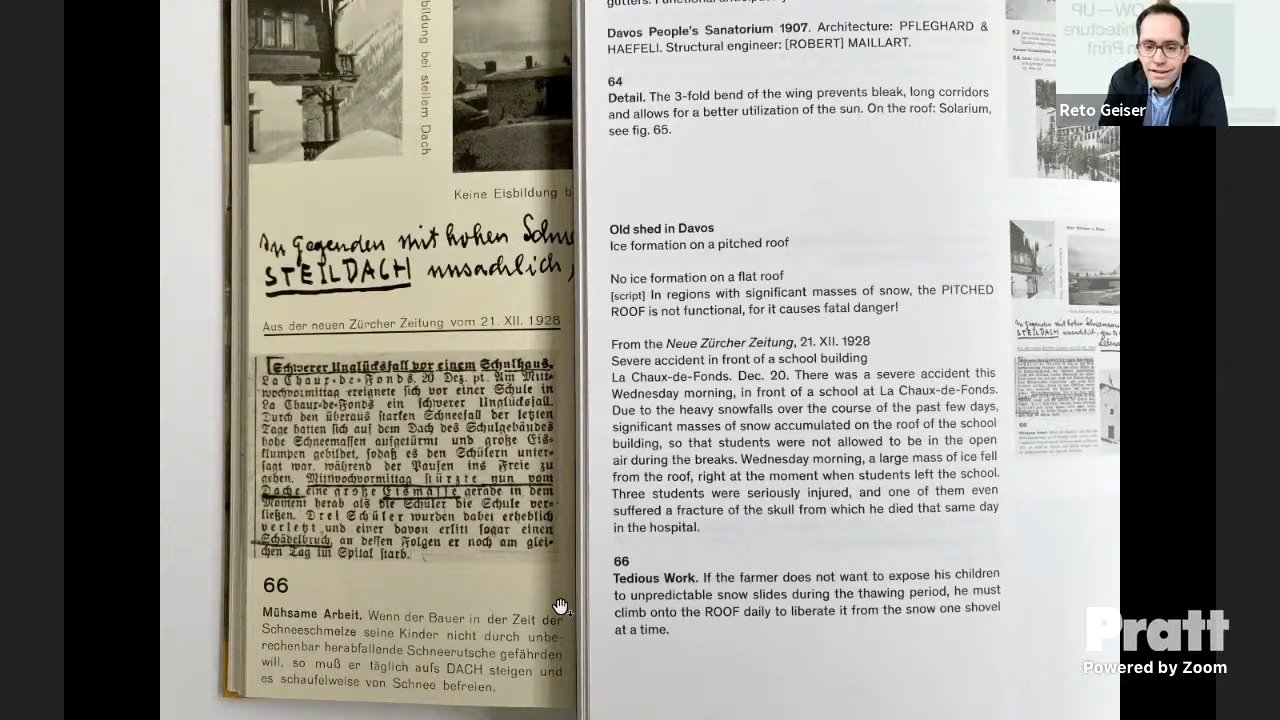 bildung bei steilem Dach
Keine Eisbildung b
In Gegenden mit hohen Schne
STEILDACH unsachlich,
Aus der neuen Zürcher Zeitung vom 21. XII. 1928
Schwerer Unglücksfall vor einem Schulhaus.
La Chaux-de-Fonds, 20. Dez. pt. Am Mitt-
wochvormittag ereignete sich vor einer Schule in
La Chaux-de-Fonds ein schwerer Unglücksfall.
Durch den überaus starken Schneefall der letzten
Tage hatten sich auf dem Dach des Schulgebäudes
hohe Schneemassen aufgetürmt und große Eis-
klumpen gebildet, sodaß es den Schülern unter-
sagt war, während der Pausen ins Freie zu
gehen. Mittwochvormittag stürzte nun vom
Dache eine große Eismasse gerade in dem
Moment herab als die Schüler die Schule ver-
ließen. Drei Schüler wurden dabei erheblich
verletzt und einer davon erlitt sogar einen
Schädelbruch, an dessen Folgen er noch am glei-
chen Tag im Spital starb.
66
Mühsame Arbeit. Wenn der Bauer in der Zeit der
Schneeschmelze seine Kinder nicht durch unbe-
rechenbar herabfallende Schneerutsche gefährden
will, so muß er täglich aufs DACH steigen und
es schaufelweise von Schnee befreien.
Davos People's Sanatorium 1907. Architecture: PFLEGHARD &
HAEFELI. Structural engineer: [ROBERT] MAILLART.
64
Detail. The 3-fold bend of the wing prevents bleak, long corridors
and allows for a better utilization of the sun. On the roof: Solarium,
see fig. 65.
Old shed in Davos
Ice formation on a pitched roof
No ice formation on a flat roof
[script] In regions with significant masses of snow, the PITCHED
ROOF is not functional, for it causes fatal danger!
From the Neue Zürcher Zeitung, 21. XII. 1928
Severe accident in front of a school building
La Chaux-de-Fonds. Dec. 20. There was a severe accident this
Wednesday morning, in front of a school at La Chaux-de-Fonds.
Due to the heavy snowfalls over the course of the past few days,
significant masses of snow accumulated on the roof of the school
building, so that students were not allowed to be in the open
air during the breaks. Wednesday morning, a large mass of ice fell
from the roof, right at the moment when students left the school.
Three students were seriously injured, and one of them even
suffered a fracture of the skull from which he died that same day
in the hospital.
66
Tedious Work. If the farmer does not want to expose his children
to unpredictable snow slides during the thawing period, he must
climb onto the ROOF daily to liberate it from the snow one shovel
at a time.
63
64
STEILDACH
66
Reto Geiser
Pratt
Powered by Zoom